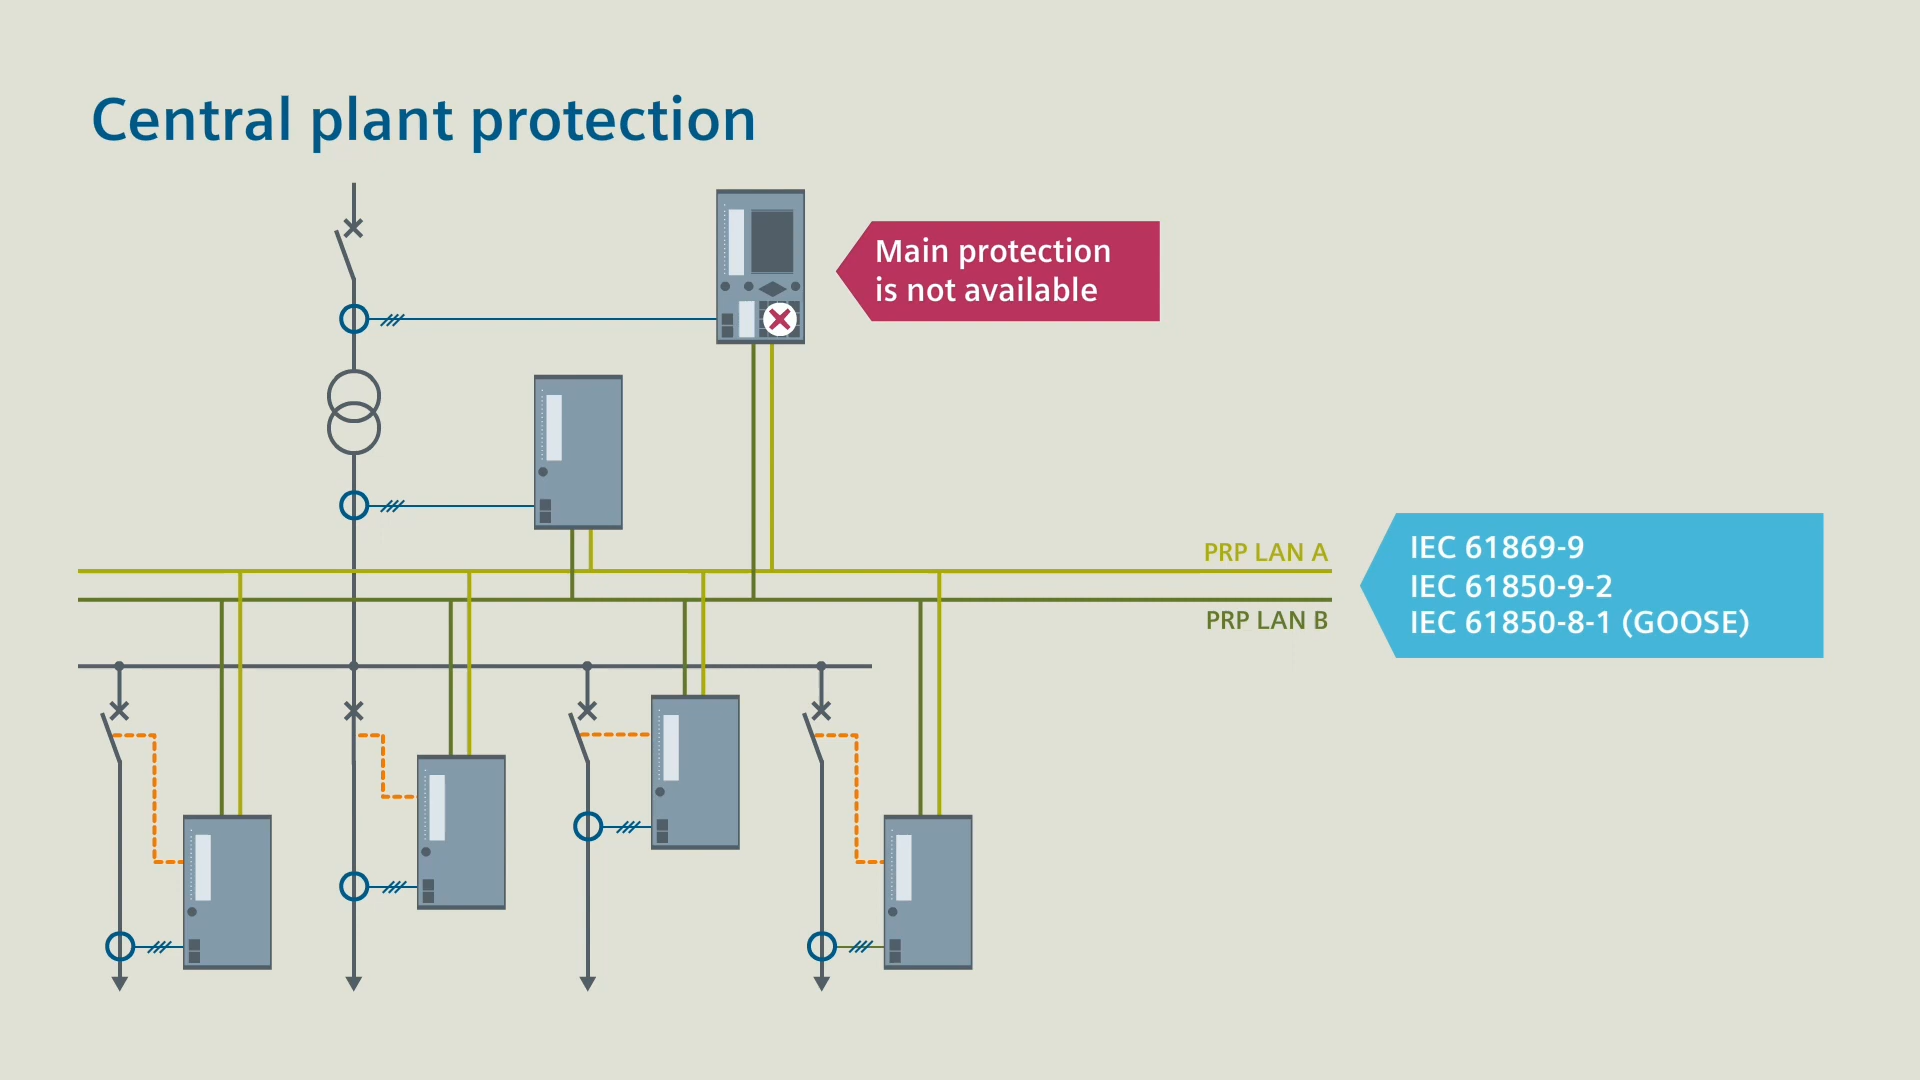 Central plant protection
Main protection
is not available
PRP LAN A
PRP LAN B
IEC 61869-9
IEC 61850-9-2
IEC 61850-8-1 (GOOSE)